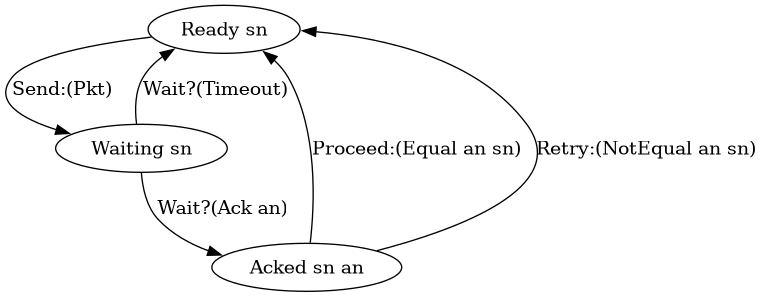 Ready sn
Send:(Pkt)
Wait?(Timeout)
Waiting sn
Proceed:(Equal an sn)
Retry:(NotEqual an sn)
Wait?(Ack an)
Acked sn an